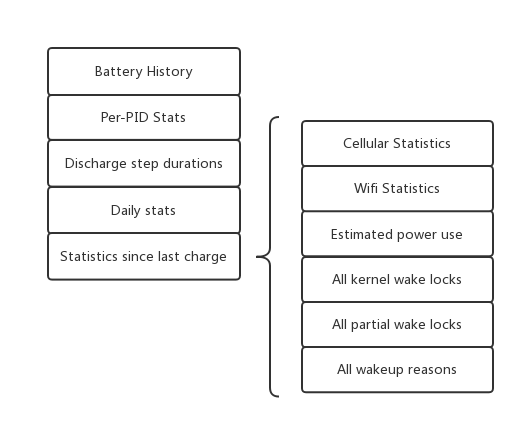 Battery History
Per-PID Stats
Discharge step durations
Daily stats
Statistics since last charge
Cellular Statistics
Wifi Statistics
Estimated power use
All kernel wake locks
All partial wake locks
All wakeup reasons